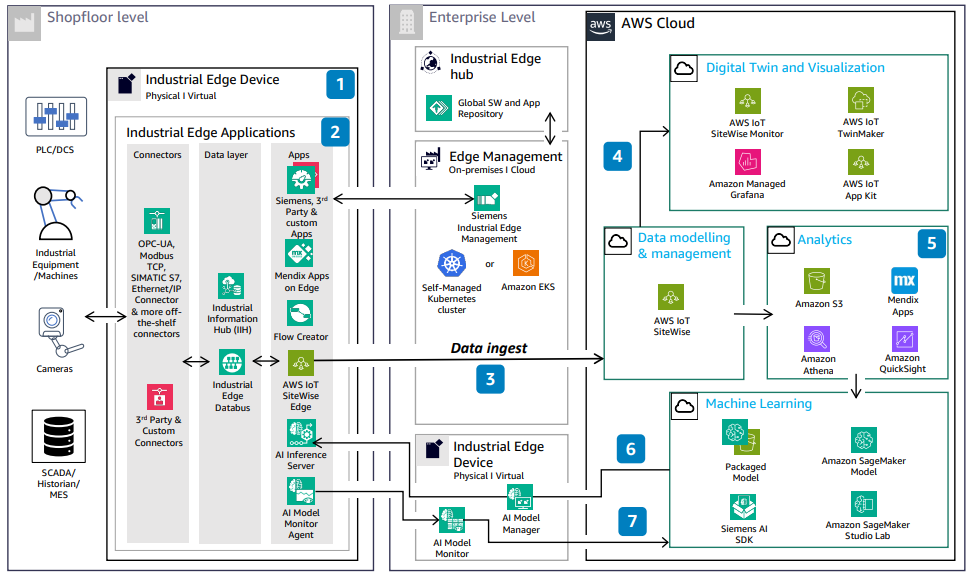 Shopfloor level
PLC/DCS
Industrial
Equipment
/Machines
Cameras
SCADA/
Historian/
MES
Industrial Edge Device
Physical I Virtual
1
Industrial Edge Applications
2
Connectors
OPC-UA,
Modbus
TCP,
SIMATIC S7,
Ethernet/IP
Connector
& more off-
the-shelf
connectors
3rd Party &
Custom
Connectors
Data layer
Industrial
Information
Hub (IIH)
Industrial
Edge
Databus
Apps
Siemens, 3rd
Party &
custom
Apps
mx
Mendix Apps
on Edge
Flow Creator
AWS IoT
SiteWise
Edge
AI Inference
Server
AI Model
Monitor
Agent
Enterprise Level
Industrial Edge
hub
Global SW and App
Repository
Edge Management
On-premises I Cloud
Siemens
Industrial Edge
Management
Self-Managed
Kubernetes
cluster
or
Amazon EKS
Data ingest
3
Industrial Edge
Device
Physical I Virtual
AI Model
Manager
AI Model
Monitor
aws
AWS Cloud
4
Digital Twin and Visualization
AWS IoT
SiteWise Monitor
AWS IoT
TwinMaker
Amazon Managed
Grafana
AWS IoT
App Kit
Data modelling
& management
AWS IoT
SiteWise
Analytics
5
Amazon S3
mx
Mendix
Apps
Amazon
Athena
Amazon
QuickSight
6
7
Machine Learning
Packaged
Model
Amazon SageMaker
Model
Siemens AI
SDK
Amazon SageMaker
Studio Lab